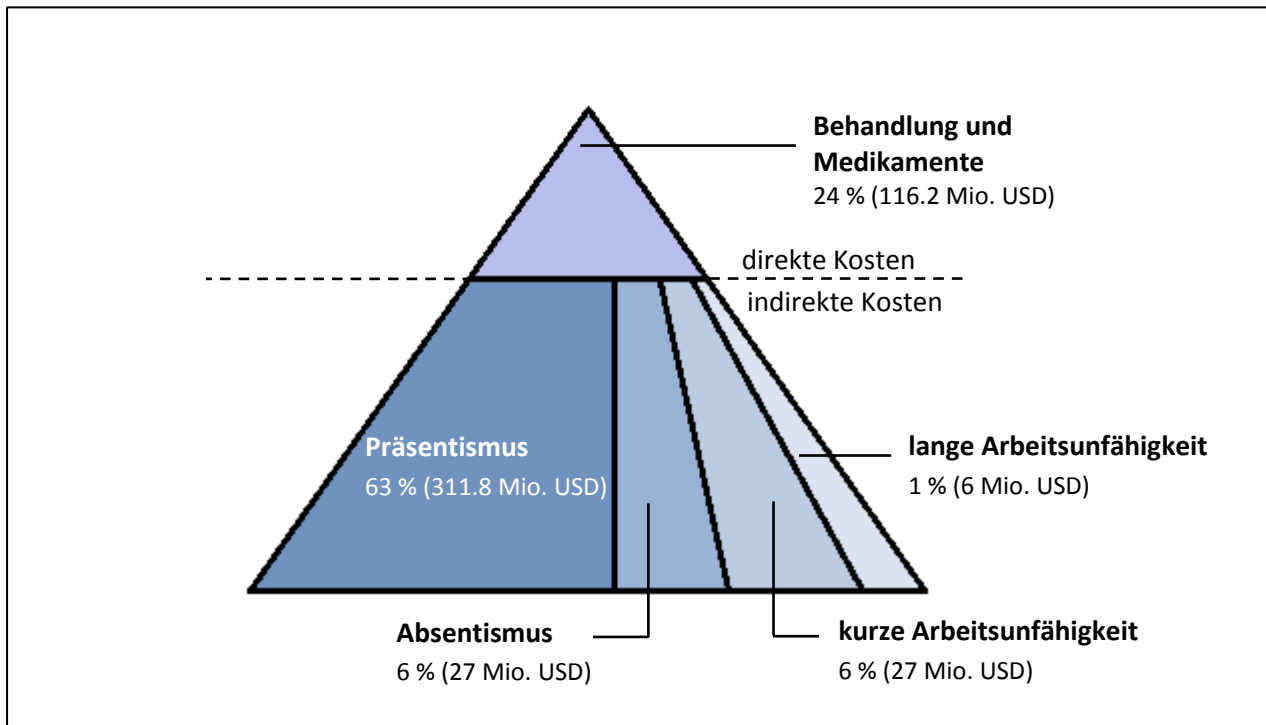 Behandlung und
Medikamente
24 % (116.2 Mio. USD)
direkte Kosten
indirekte Kosten
Präsentismus
63 % (311.8 Mio. USD)
lange Arbeitsunfähigkeit
1 % (6 Mio. USD)
Absentismus
6 % (27 Mio. USD)
kurze Arbeitsunfähigkeit
6 % (27 Mio. USD)